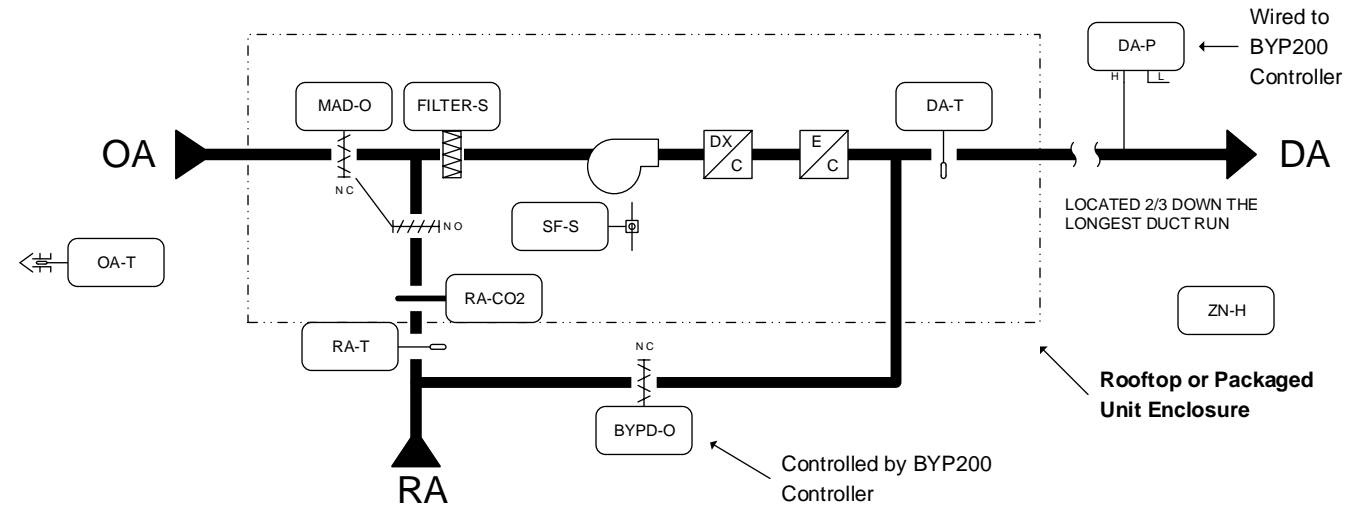 Wired to
BYP200
Controller
DA-P
H
L
MAD-O
FILTER-S
DA-T
OA
DX
C
E
C
DA
NC
NO
LOCATED 2/3 DOWN THE
LONGEST DUCT RUN
SF-S
OA-T
RA-CO2
ZN-H
RA-T
NC
Rooftop or Packaged
Unit Enclosure
BYPD-O
Controlled by BYP200
Controller
RA